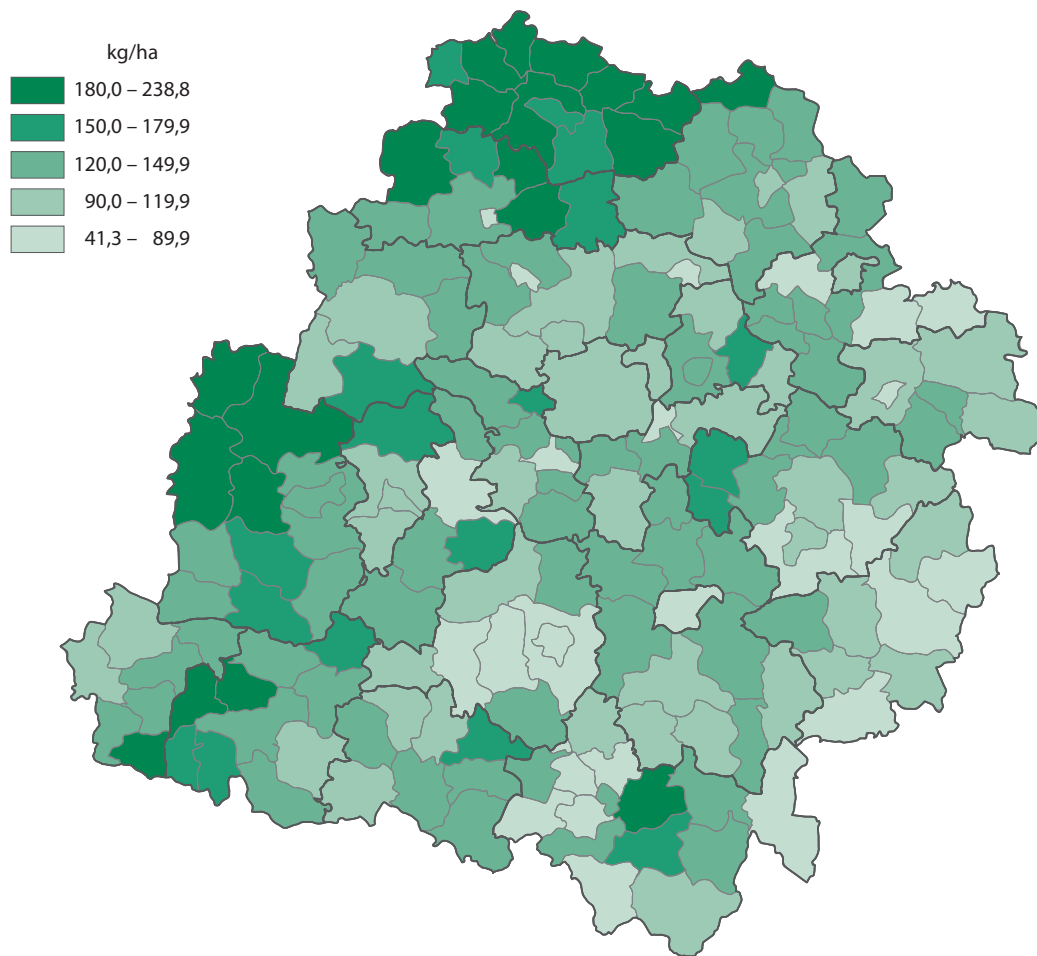 kg/ha
180,0 – 238,8
150,0 – 179,9
120,0 – 149,9
90,0 – 119,9
41,3 – 89,9